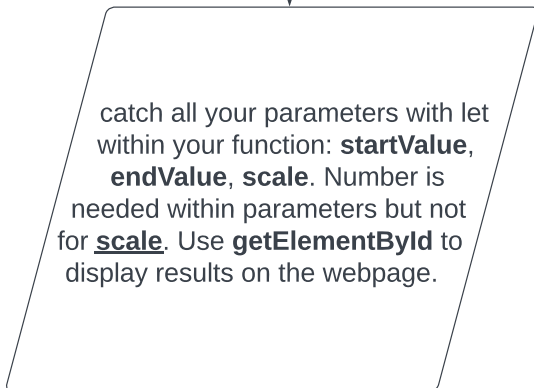 catch all your parameters with let
within your function: startValue,
endValue, scale. Number is
needed within parameters but not
for scale. Use getElementById to
display results on the webpage.